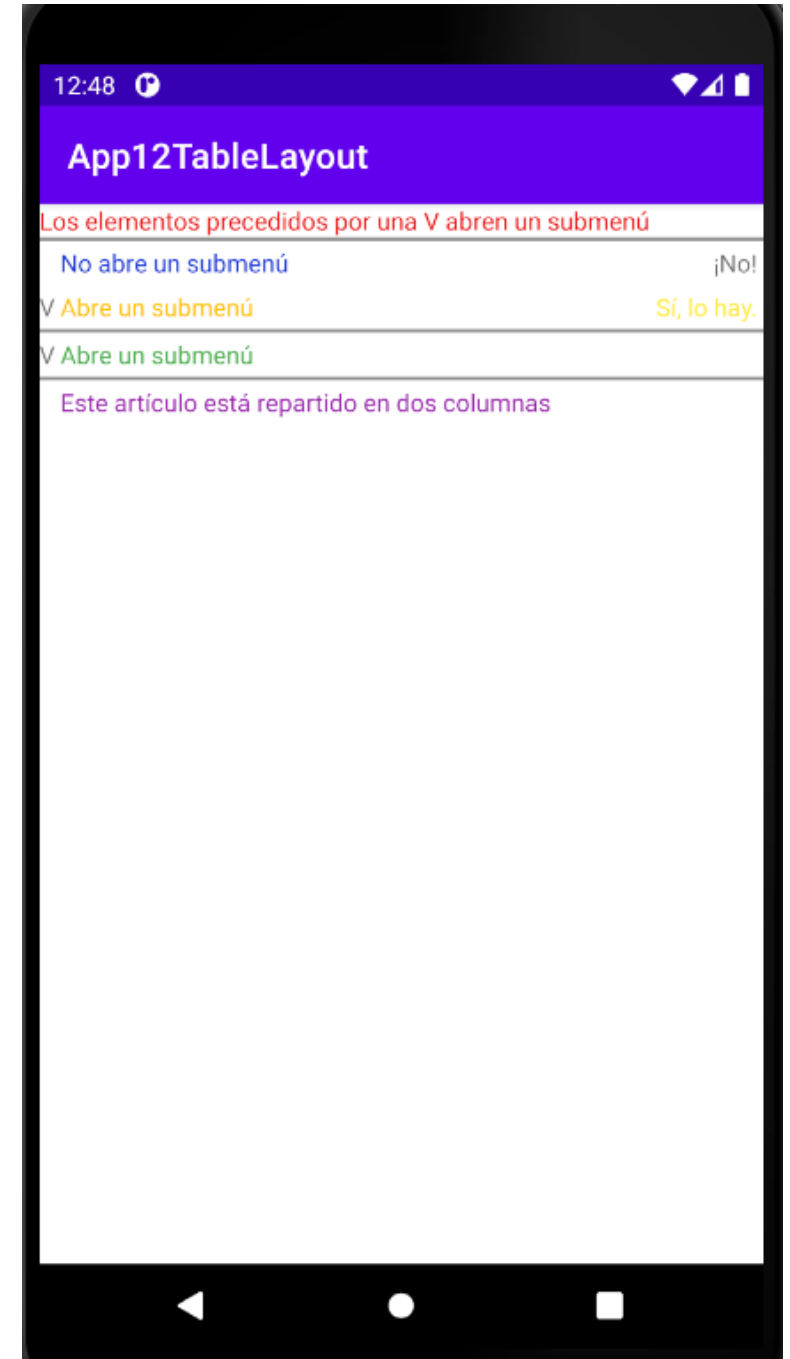 12:48
App12TableLayout
Los elementos precedidos por una V abren un submenú
No abre un submenú ¡No!
V Abre un submenú Sí, lo hay.
V Abre un submenú
Este artículo está repartido en dos columnas